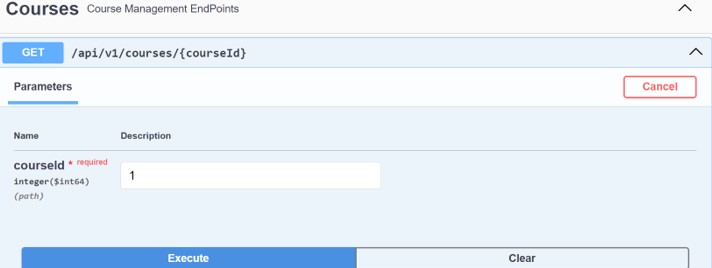 Courses Course Management EndPoints
GET /api/v1/courses/{courseId}
Parameters
Cancel
Name Description
courseId * required
integer($int64)
(path)
1
Execute Clear